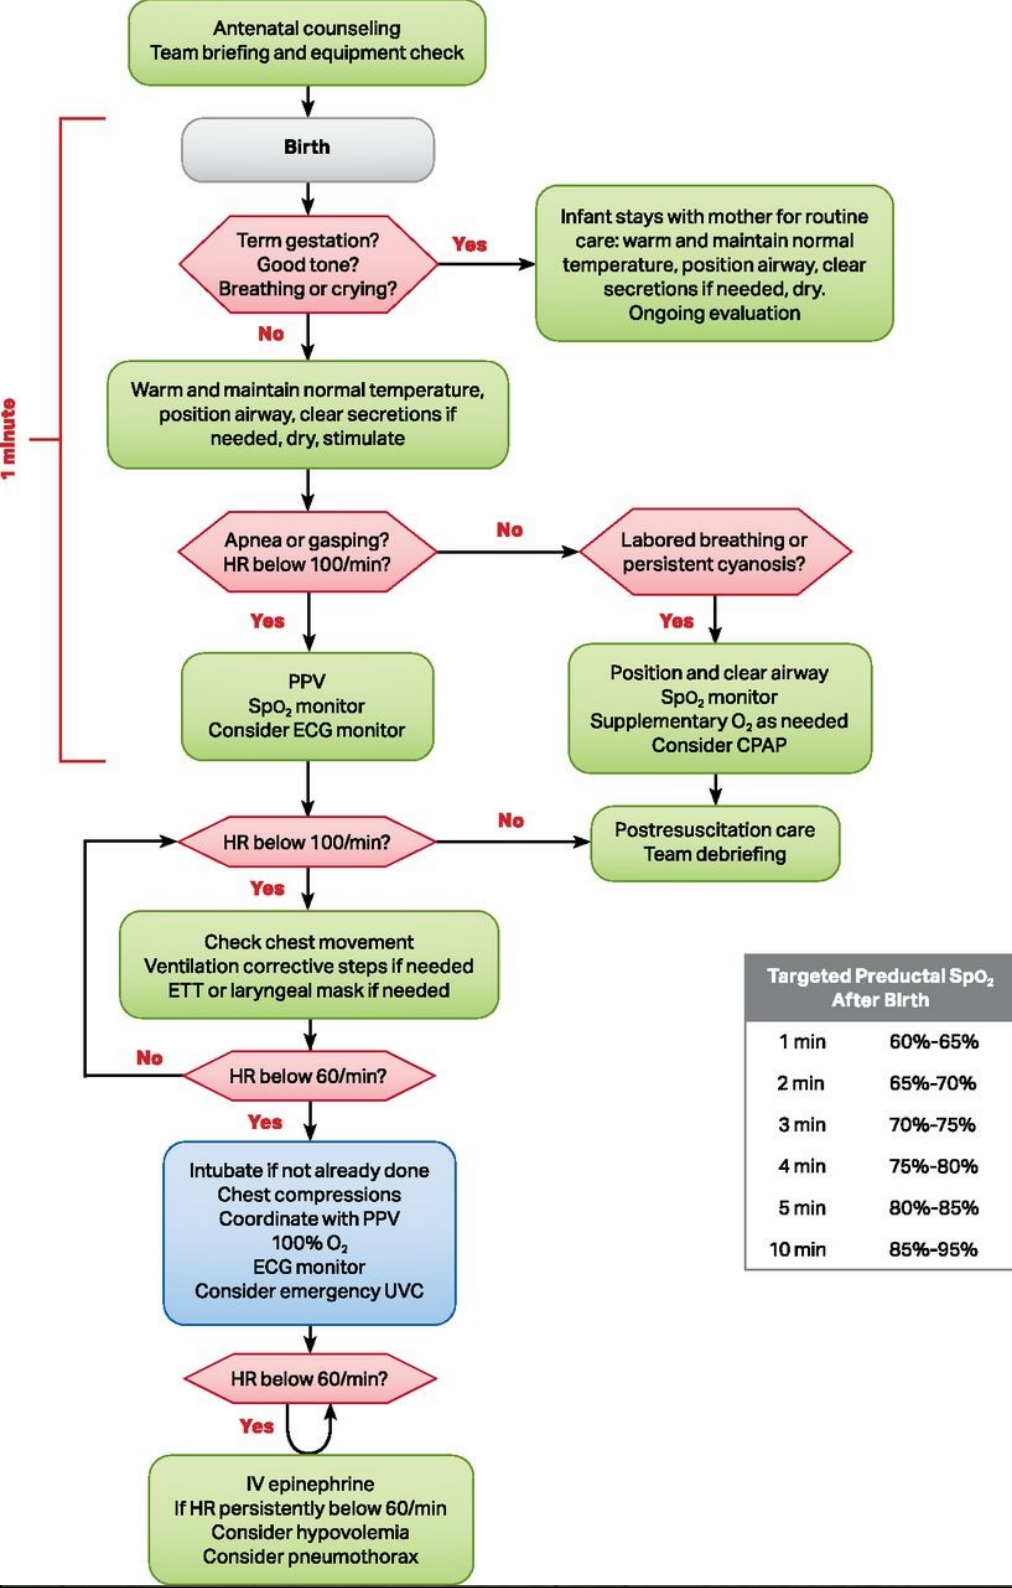 Antenatal counseling
Team briefing and equipment check
Birth
1 minute
Term gestation?
Good tone?
Breathing or crying?
Yes
Infant stays with mother for routine
care: warm and maintain normal
temperature, position airway, clear
secretions if needed, dry.
Ongoing evaluation
No
Warm and maintain normal temperature,
position airway, clear secretions if
needed, dry, stimulate
Apnea or gasping?
HR below 100/min?
No
Labored breathing or
persistent cyanosis?
Yes
Yes
PPV
SpO₂ monitor
Consider ECG monitor
Position and clear airway
SpO₂ monitor
Supplementary O₂ as needed
Consider CPAP
HR below 100/min?
No
Postresuscitation care
Team debriefing
Yes
Check chest movement
Ventilation corrective steps if needed
ETT or laryngeal mask if needed
No
HR below 60/min?
Yes
Intubate if not already done
Chest compressions
Coordinate with PPV
100% O₂
ECG monitor
Consider emergency UVC
HR below 60/min?
Yes
IV epinephrine
If HR persistently below 60/min
Consider hypovolemia
Consider pneumothorax
Targeted Preductal SpO₂
After Birth
1 min 60%-65%
2 min 65%-70%
3 min 70%-75%
4 min 75%-80%
5 min 80%-85%
10 min 85%-95%